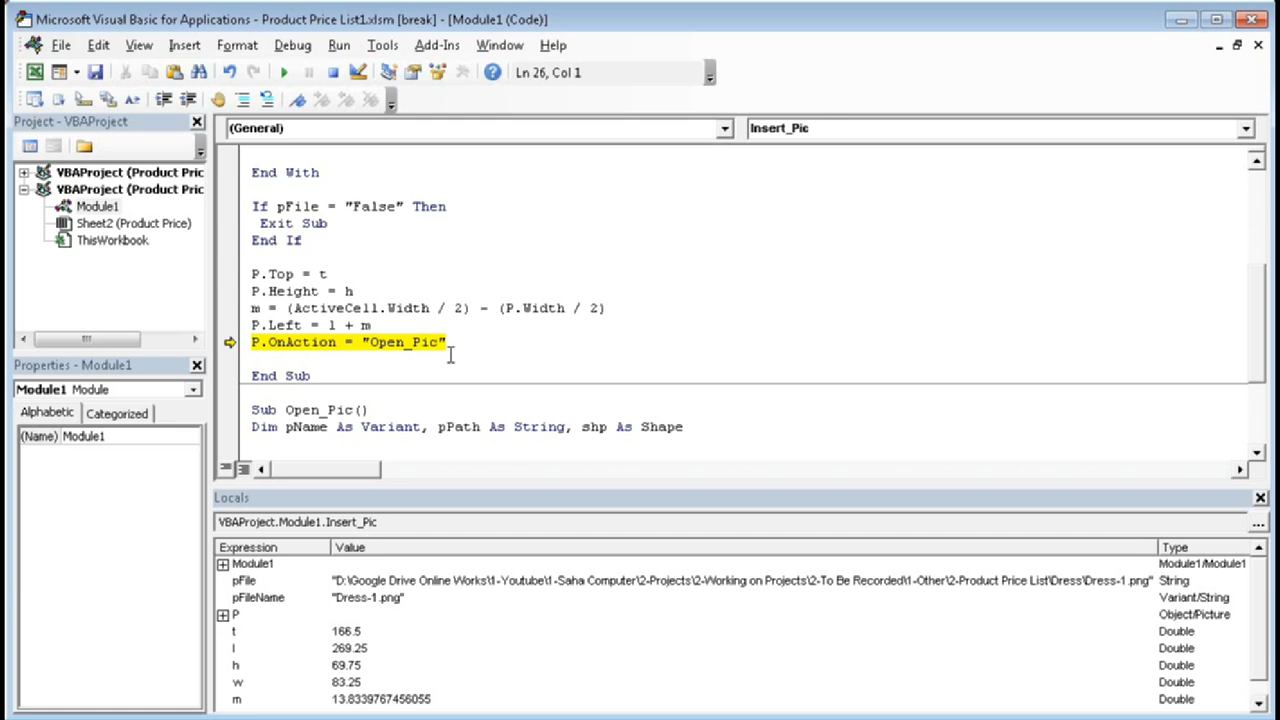 Microsoft Visual Basic for Applications - Product Price List1.xlsm [break] - [Module1 (Code)]
File Edit View Insert Format Debug Run Tools Add-Ins Window Help
Ln 26, Col 1
Project - VBAProject
(General)
Insert_Pic
VBAProject (Product Pric
VBAProject (Product Pric
Module1
Sheet2 (Product Price)
ThisWorkbook
End With
If pFile = "False" Then
Exit Sub
End If
P.Top = t
P.Height = h
m = (ActiveCell.Width / 2) - (P.Width / 2)
P.Left = l + m
P.OnAction = "Open_Pic"
End Sub
Sub Open_Pic()
Dim pName As Variant, pPath As String, shp As Shape
Properties - Module1
Module1 Module
Alphabetic Categorized
(Name) Module1
Locals
VBAProject.Module1.Insert_Pic
...
Expression Value Type
Module1 Module1/Module1
pFile "D:\Google Drive Online Works\1-Youtube\1-Saha Computer\2-Projects\2-Working on Projects\2-To Be Recorded\1-Other\2-Product Price List\Dress\Dress-1.png" String
pFileName "Dress-1.png" Variant/String
P Object/Picture
t 166.5 Double
l 269.25 Double
h 69.75 Double
w 83.25 Double
m 13.8339767456055 Double